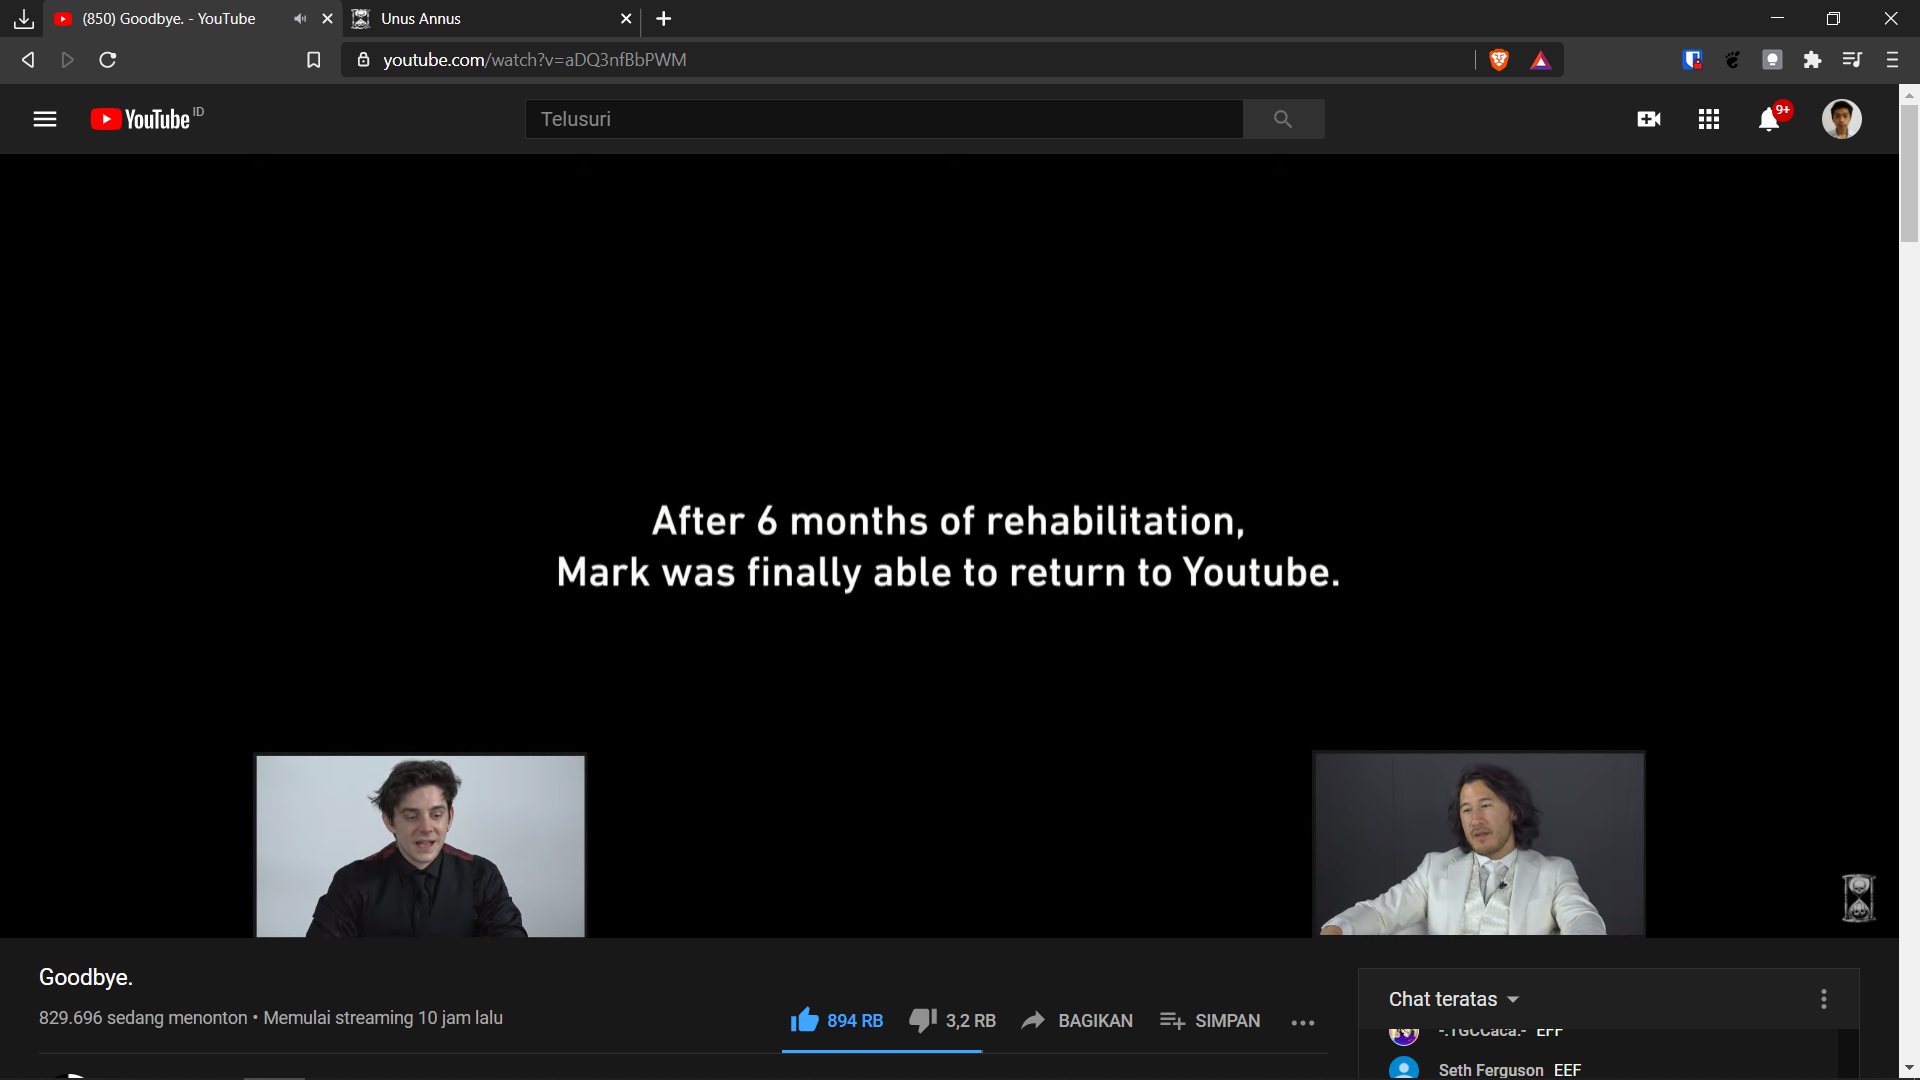 (850) Goodbye. - YouTube
Unus Annus
youtube.com/watch?v=aDQ3nfBbPWM
YouTube ID
Telusuri
9+
After 6 months of rehabilitation,
Mark was finally able to return to Youtube.
Goodbye.
829.696 sedang menonton • Memulai streaming 10 jam lalu
894 RB
3,2 RB
BAGIKAN
SIMPAN
Chat teratas
-.TGCCaca.- EFF
Seth Ferguson EEF